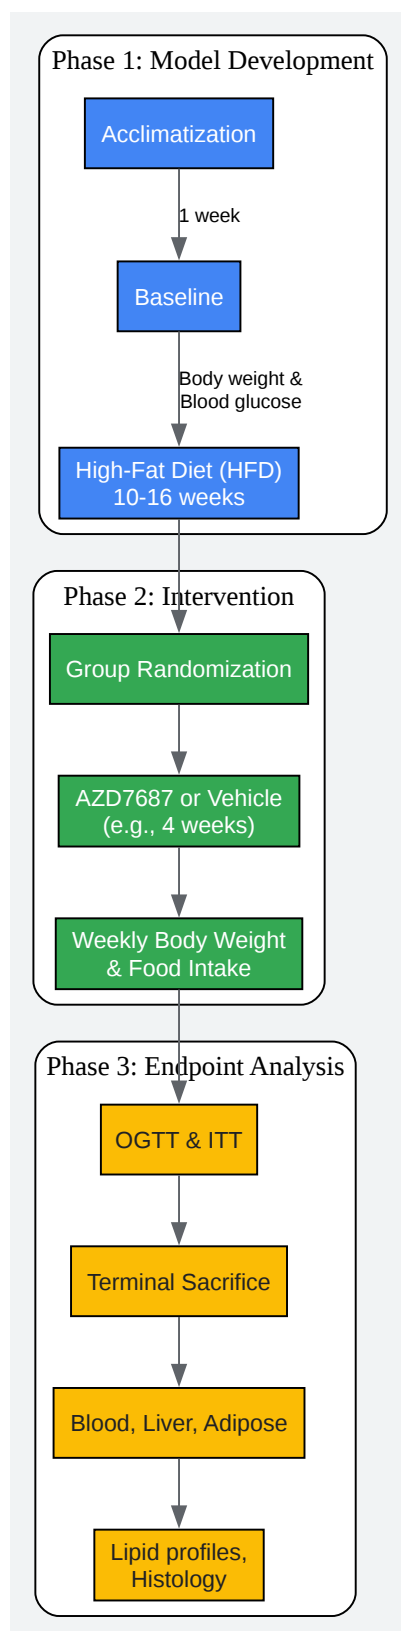 Phase 1: Model Development
Acclimatization
1 week
Baseline
Body weight &
Blood glucose
High-Fat Diet (HFD)
10-16 weeks
Phase 2: Intervention
Group Randomization
AZD7687 or Vehicle
(e.g., 4 weeks)
Weekly Body Weight
& Food Intake
Phase 3: Endpoint Analysis
OGTT & ITT
Terminal Sacrifice
Blood, Liver, Adipose
Lipid profiles,
Histology